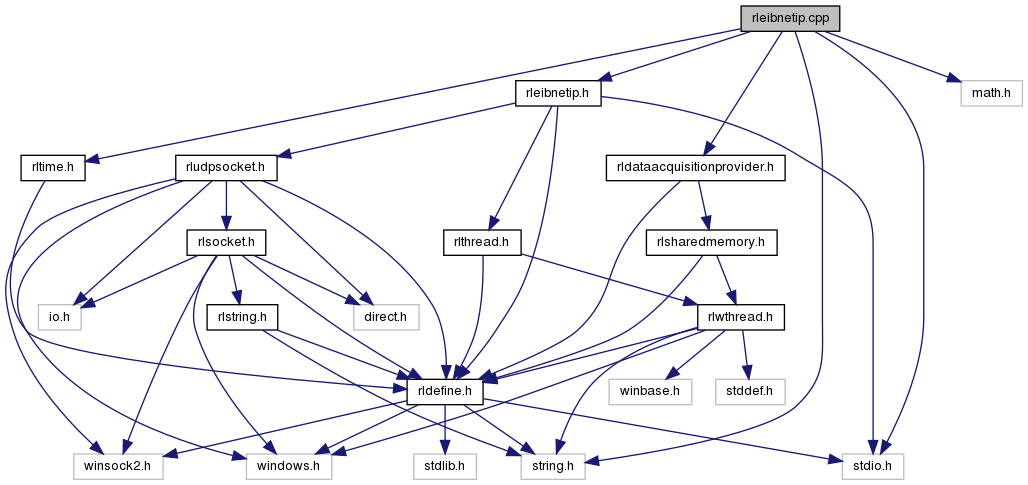 rleibnetip.cpp
rleibnetip.h
math.h
rltime.h
rludpsocket.h
rldataacquisitionprovider.h
rlsocket.h
rlthread.h
rlsharedmemory.h
io.h
rlstring.h
direct.h
rlwthread.h
rldefine.h
winbase.h
stddef.h
winsock2.h
windows.h
stdlib.h
string.h
stdio.h